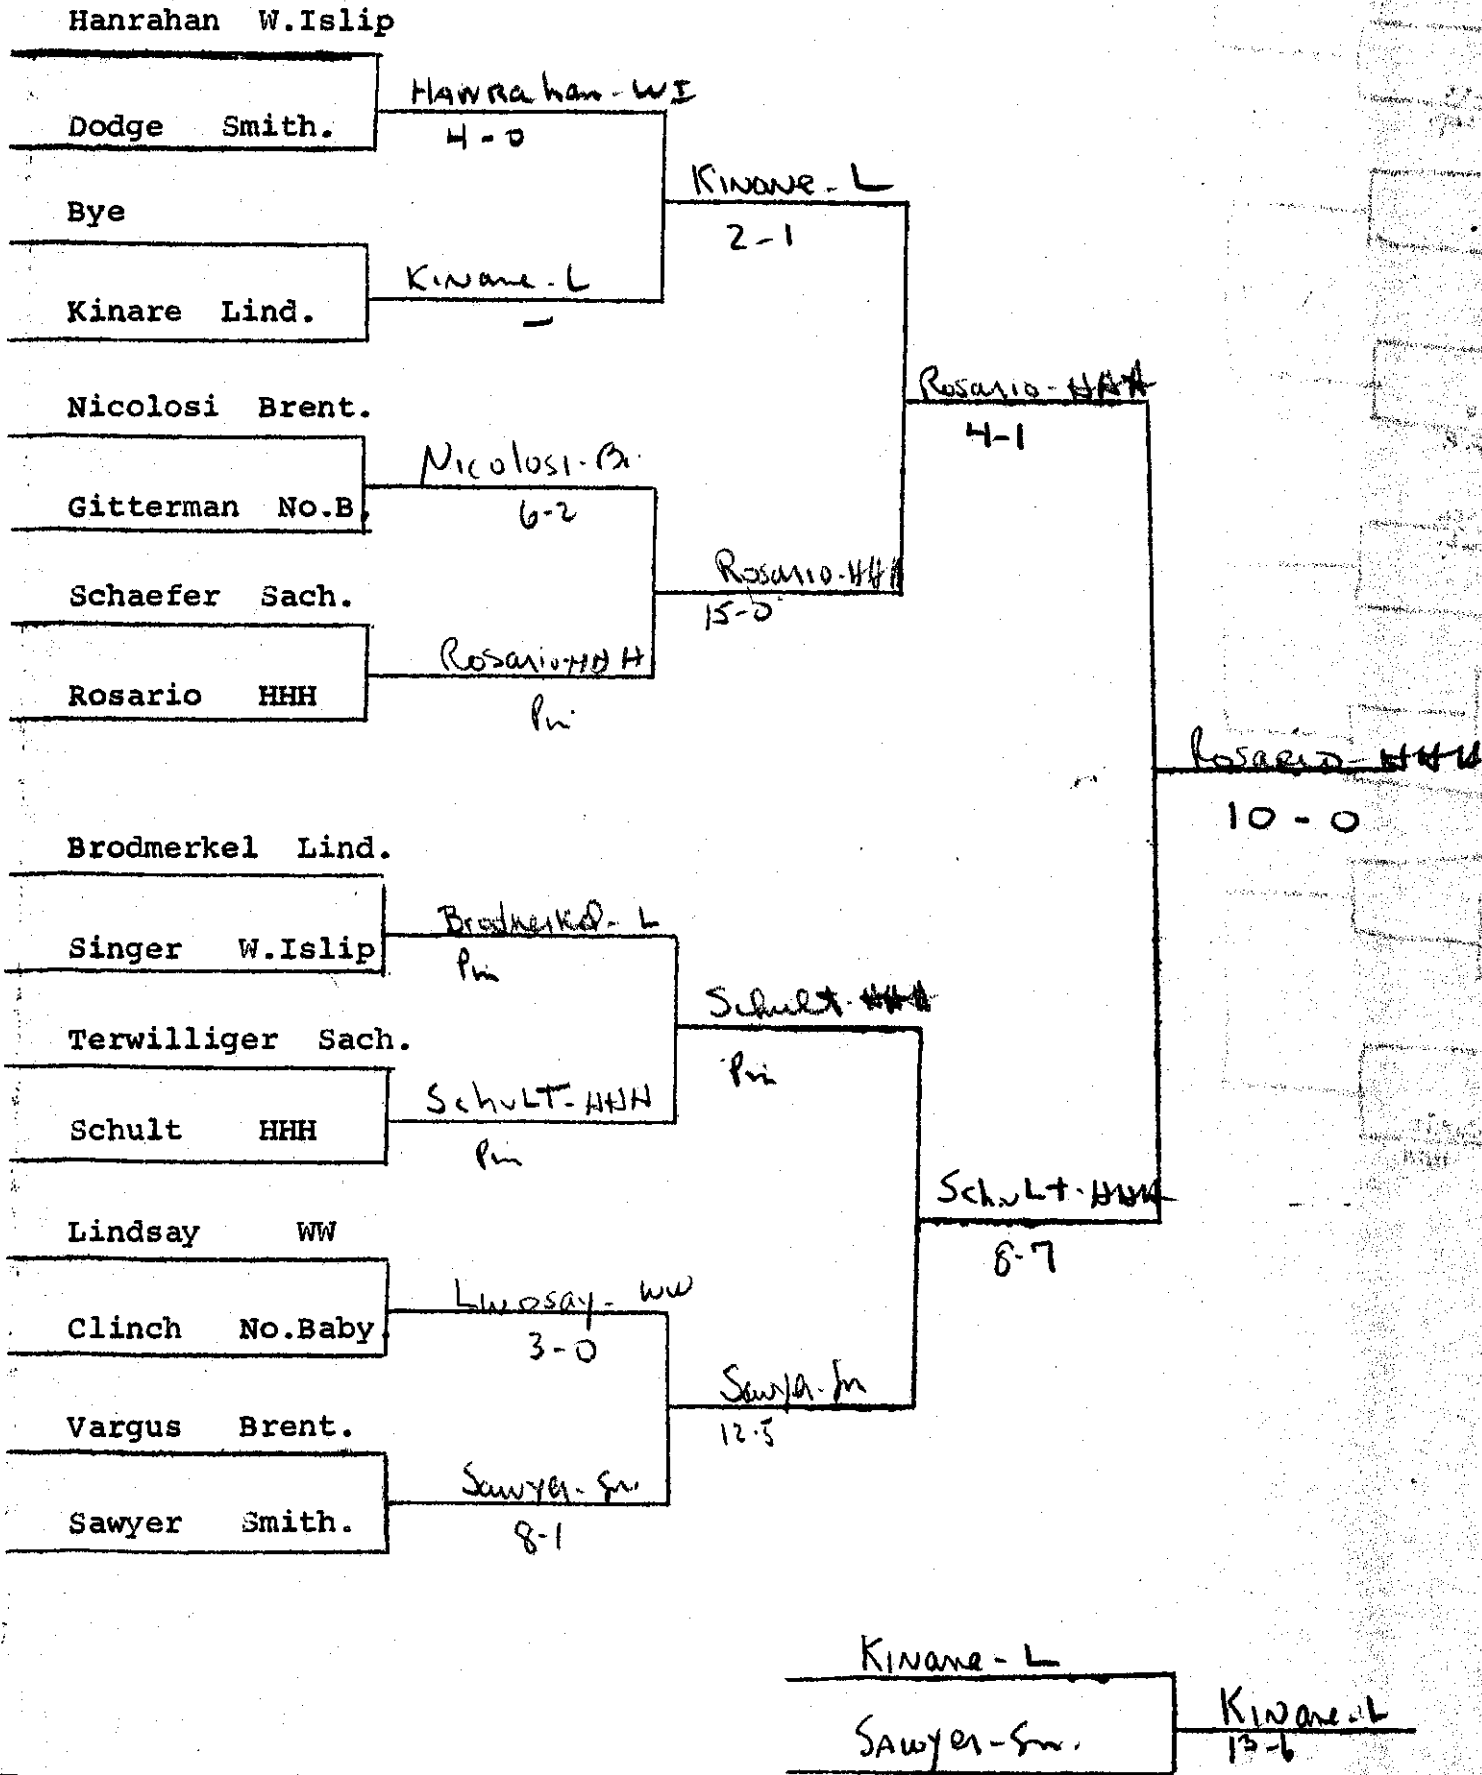 Hanrahan W.Islip
Hanrahan - WI
Dodge Smith.
4-0
Kinane - L
Bye
2-1
Kinane - L
Kinare Lind.
-
Rosario - HHH
Nicolosi Brent.
4-1
Nicolosi - Br.
Gitterman No.B.
6-2
Rosario - HHH
Schaefer Sach.
15-0
Rosario HHH
Rosario HHH
Pin
Rosario - HHH
10-0
Brodmerkel Lind.
Brodmerkel - L
Singer W.Islip
Pin
Schult - HHH
Terwilliger Sach.
Pin
Schult - HHH
Schult HHH
Pin
Schult - HHH
Lindsay WW
8-7
Lindsay - WW
Clinch No.Baby.
3-0
Sawyer - Sm
Vargus Brent.
12-5
Sawyer - Sm.
Sawyer Smith.
8-1
Kinane - L
Kinane - L
Sawyer - Sm.
13-6